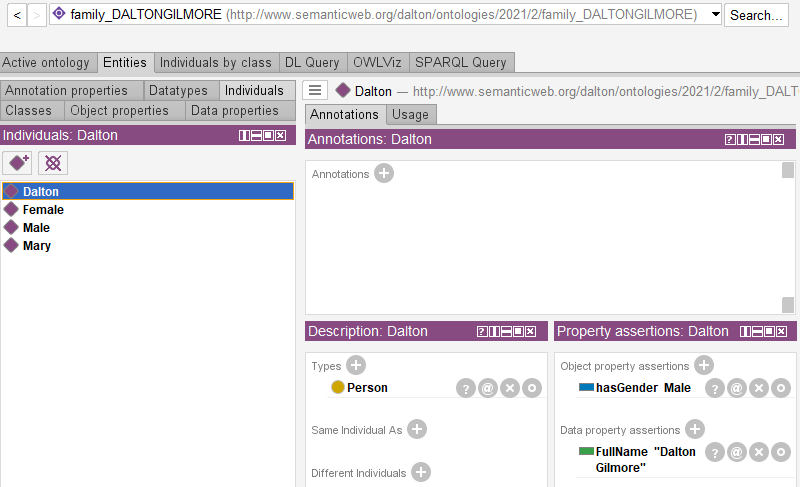 < > family_DALTONGILMORE (http://www.semanticweb.org/dalton/ontologies/2021/2/family_DALTONGILMORE) Search...
Active ontology Entities Individuals by class DL Query OWLViz SPARQL Query
Annotation properties Datatypes Individuals
Classes Object properties Data properties
Individuals: Dalton
Dalton
Female
Male
Mary
Dalton — http://www.semanticweb.org/dalton/ontologies/2021/2/family_DALT
Annotations Usage
Annotations: Dalton
Annotations
Description: Dalton
Types
Person
Same Individual As
Different Individuals
Property assertions: Dalton
Object property assertions
hasGender Male
Data property assertions
FullName "Dalton
Gilmore"